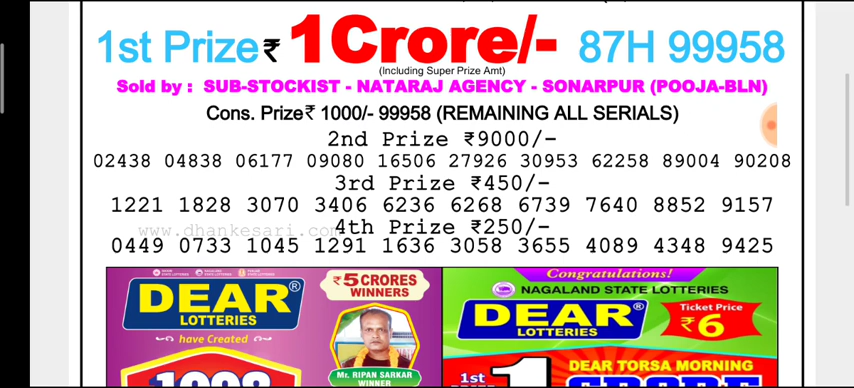 1st Prize ₹ 1Crore/- 87H 99958
(Including Super Prize Amt)
Sold by : SUB-STOCKIST - NATARAJ AGENCY - SONARPUR (POOJA-BLN)
Cons. Prize₹ 1000/- 99958 (REMAINING ALL SERIALS)
2nd Prize ₹9000/-
02438 04838 06177 09080 16506 27926 30953 62258 89004 90208
3rd Prize ₹450/-
1221 1828 3070 3406 6236 6268 6739 7640 8852 9157
www.dhankesari.com
4th Prize ₹250/-
0449 0733 1045 1291 1636 3058 3655 4089 4348 9425
DEAR®
LOTTERIES
have Created
₹5 CRORES
WINNERS
Mr. RIPAN SARKAR
WINNER
Congratulations!
NAGALAND STATE LOTTERIES
DEAR®
LOTTERIES
Ticket Price
₹6
DEAR TORSA MORNING
1st
1 CRORE